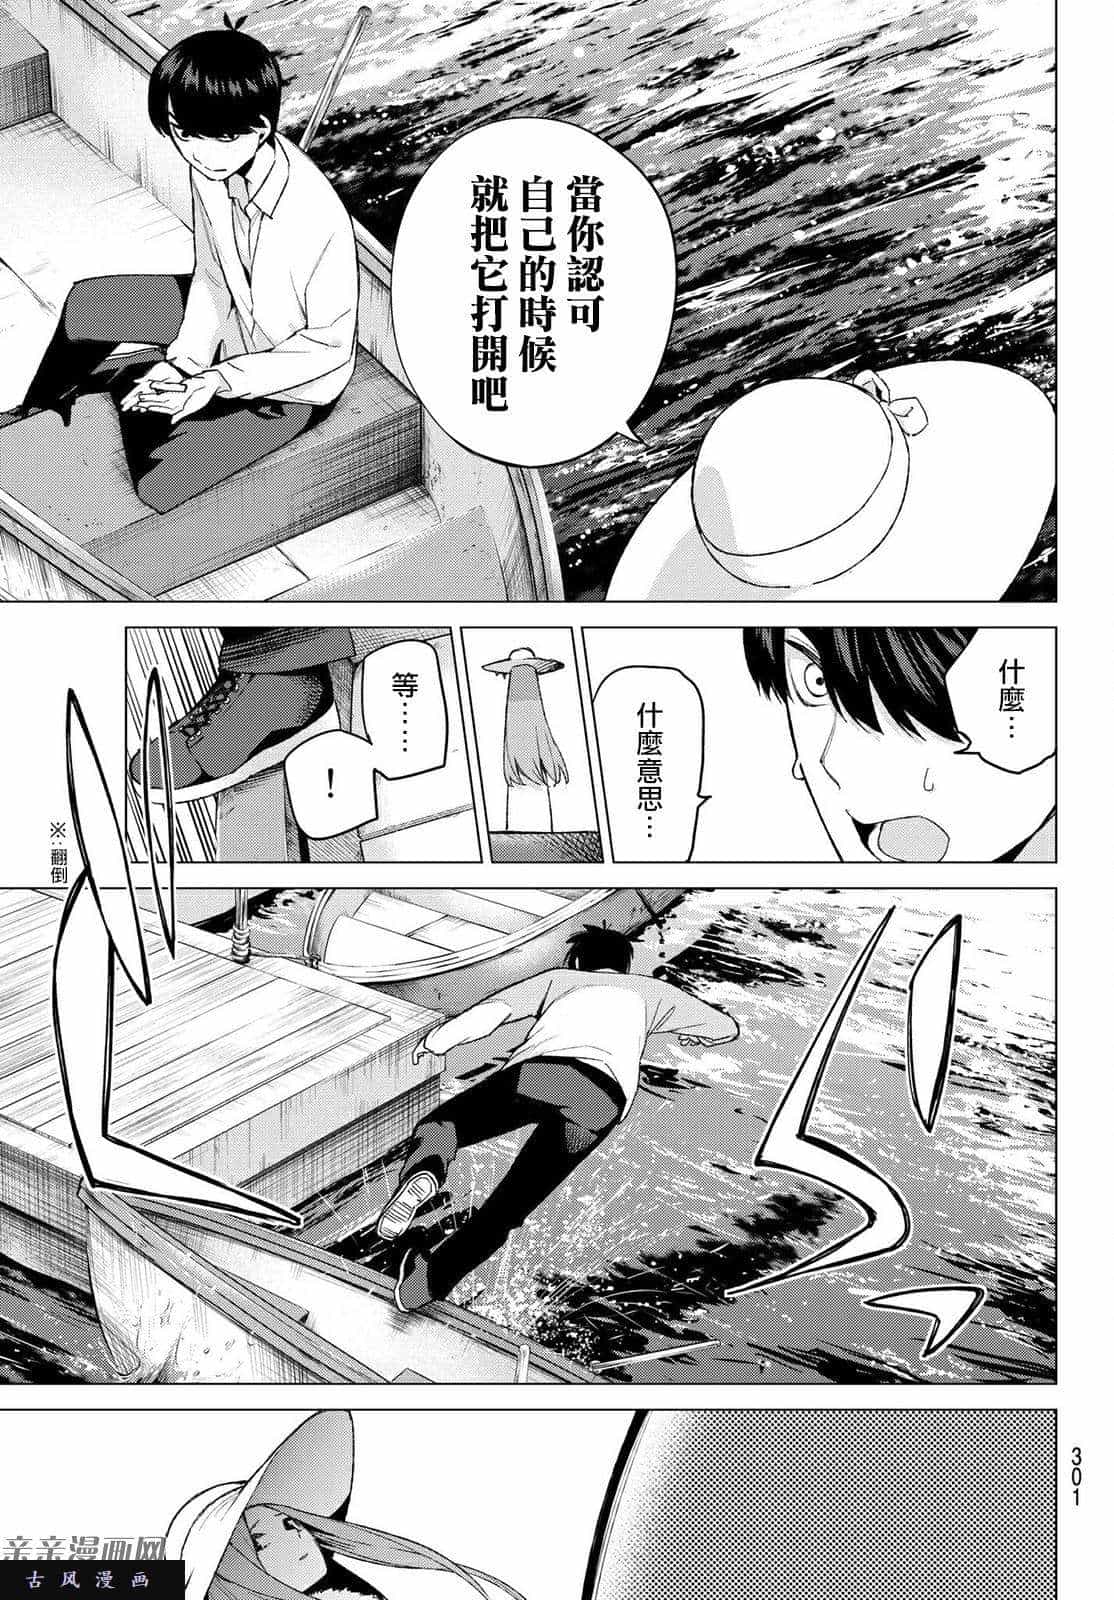 當你認可
自己的時候
就把它打開吧
什麼…
什麼意思…
等……
！
※：翻倒
301
亲亲漫画网
古风漫画